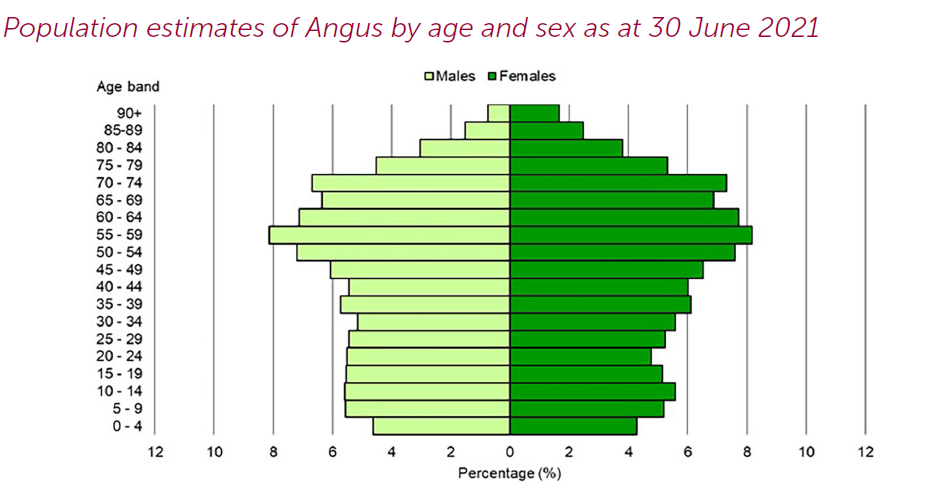 Population estimates of Angus by age and sex as at 30 June 2021
Males Females
Age band
90+
85-89
80 - 84
75 - 79
70 - 74
65 - 69
60 - 64
55 - 59
50 - 54
45 - 49
40 - 44
35 - 39
30 - 34
25 - 29
20 - 24
15 - 19
10 - 14
5 - 9
0 - 4
12 10 8 6 4 2 0 2 4 6 8 10 12
Percentage (%)